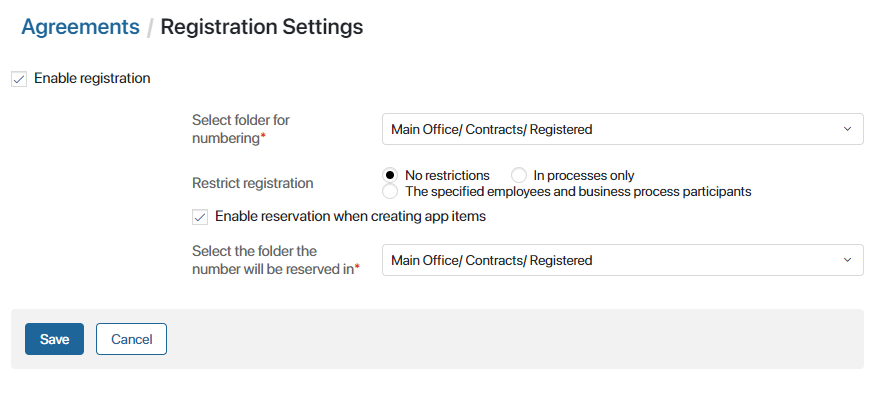 Agreements / Registration Settings
Enable registration
Select folder for
numbering*
Main Office/ Contracts/ Registered
Restrict registration
No restrictions
In processes only
The specified employees and business process participants
Enable reservation when creating app items
Select the folder the
number will be reserved in*
Main Office/ Contracts/ Registered
Save
Cancel